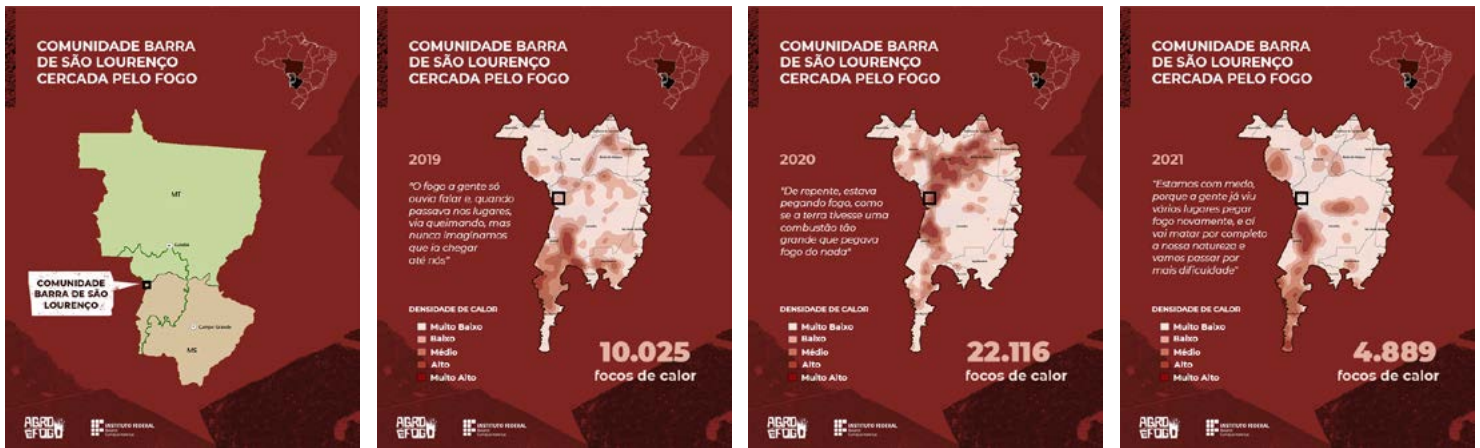 COMUNIDADE BARRA
DE SÃO LOURENÇO
CERCADA PELO FOGO
MT
Cuiabá
COMUNIDADE
BARRA DE SÃO
LOURENÇO
Campo Grande
MS
AGRO
É FOGO
INSTITUTO FEDERAL
COMUNIDADE BARRA
DE SÃO LOURENÇO
CERCADA PELO FOGO
2019
"O fogo a gente só
ouvia falar e, quando
passava nos lugares,
via queimando, mas
nunca imaginamos
que ia chegar
até nós"
DENSIDADE DE CALOR
Muito Baixo
Baixo
Médio
Alto
Muito Alto
10.025
focos de calor
AGRO
É FOGO
INSTITUTO FEDERAL
COMUNIDADE BARRA
DE SÃO LOURENÇO
CERCADA PELO FOGO
2020
"De repente, estava
pegando fogo, como
se a terra tivesse uma
combustão tão
grande que pegava
fogo do nada"
DENSIDADE DE CALOR
Muito Baixo
Baixo
Médio
Alto
Muito Alto
22.116
focos de calor
AGRO
É FOGO
INSTITUTO FEDERAL
COMUNIDADE BARRA
DE SÃO LOURENÇO
CERCADA PELO FOGO
2021
"Estamos com medo,
porque a gente já viu
vários lugares pegar
fogo novamente, e aí
vai matar por completo
a nossa natureza e
vamos passar por
mais dificuldade"
DENSIDADE DE CALOR
Muito Baixo
Baixo
Médio
Alto
Muito Alto
4.889
focos de calor
AGRO
É FOGO
INSTITUTO FEDERAL